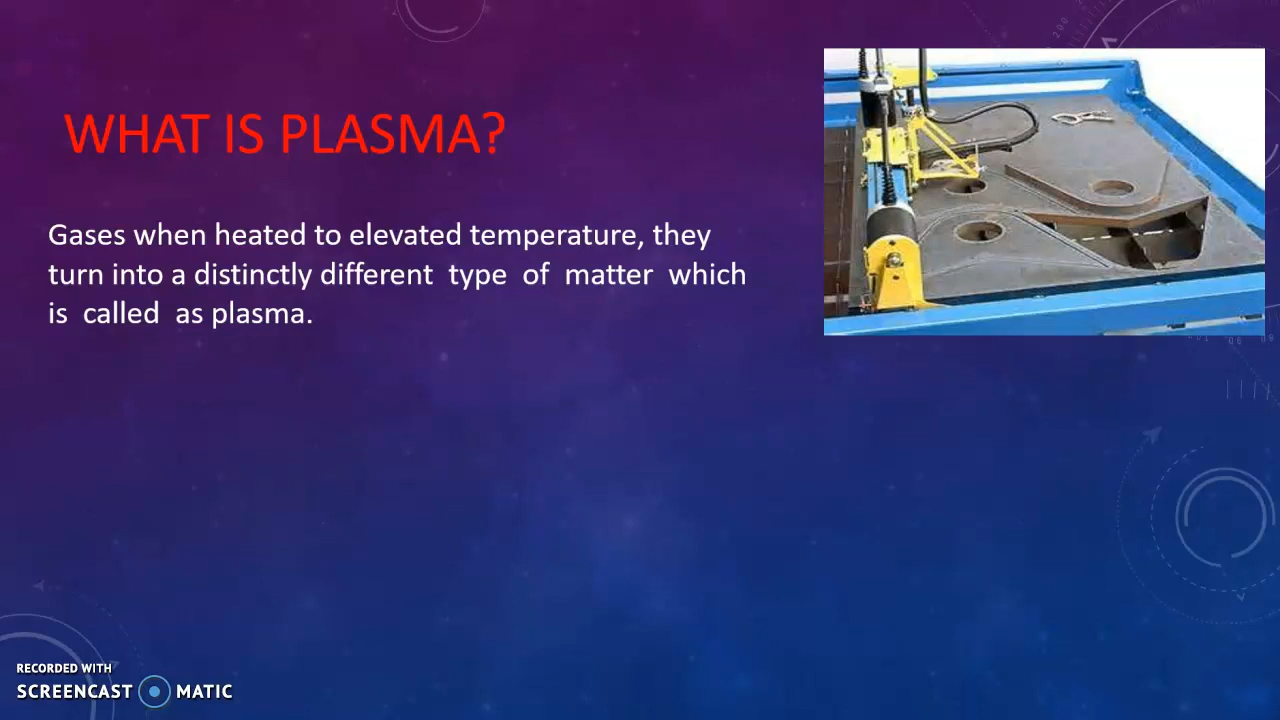 WHAT IS PLASMA?
Gases when heated to elevated temperature, they
turn into a distinctly different type of matter which
is called as plasma.
RECORDED WITH
SCREENCAST MATIC